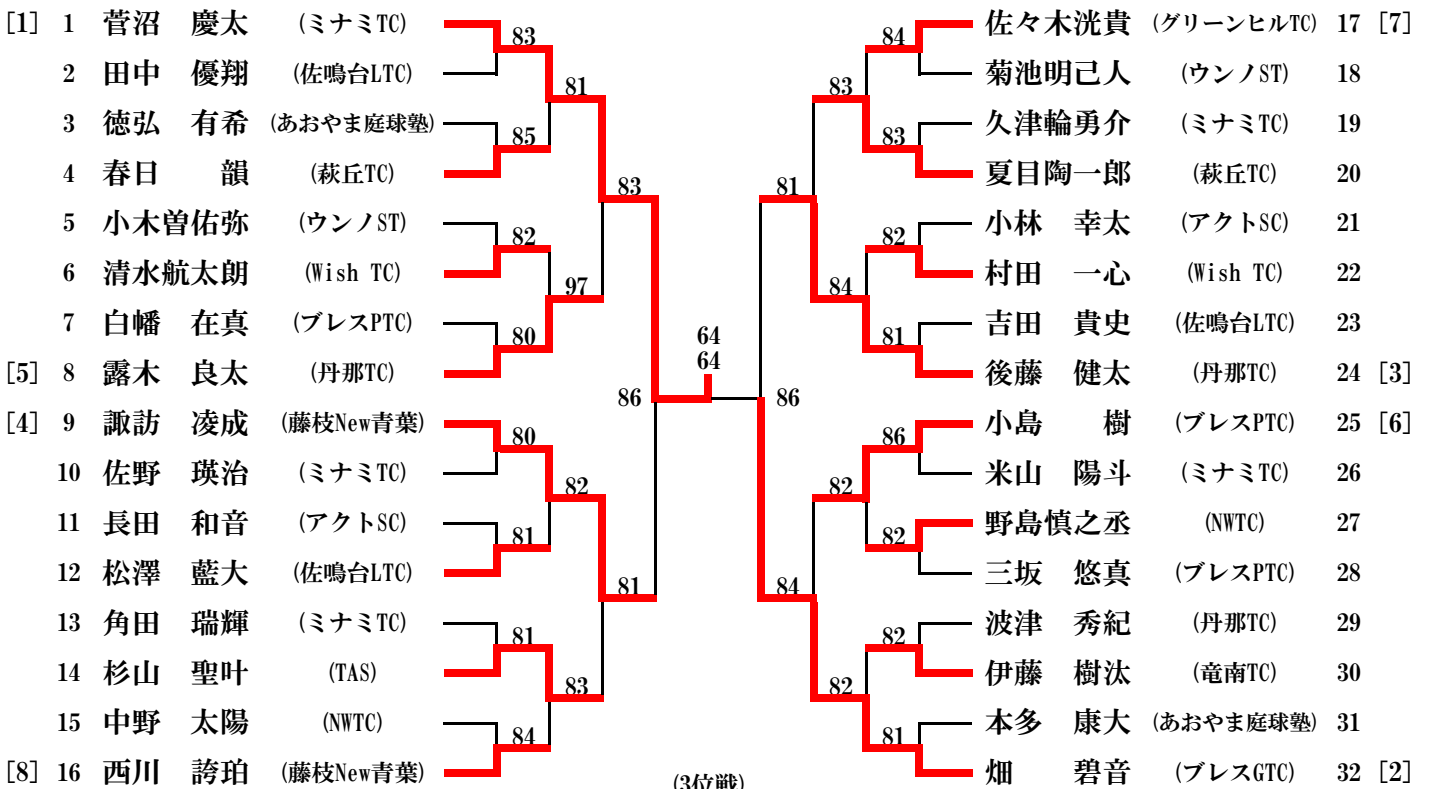 [1] 1 菅沼 慶太 (ミナミTC)
83
2 田中 優翔 (佐鳴台LTC)
81
3 徳弘 有希 (あおやま庭球塾)
85
4 春日 韻 (萩丘TC)
83
5 小木曽佑弥 (ウンノST)
82
6 清水航太朗 (Wish TC)
97
7 白幡 在真 (ブレスPTC)
80
[5] 8 露木 良太 (丹那TC)
86
[4] 9 諏訪 凌成 (藤枝New青葉)
80
10 佐野 瑛治 (ミナミTC)
82
11 長田 和音 (アクトSC)
81
12 松澤 藍大 (佐鳴台LTC)
81
13 角田 瑞輝 (ミナミTC)
81
14 杉山 聖叶 (TAS)
83
15 中野 太陽 (NWTC)
84
[8] 16 西川 誇珀 (藤枝New青葉)
64
64
(3位戦)
佐々木洸貴 (グリーンヒルTC) 17 [7]
84
菊池明己人 (ウンノST) 18
83
久津輪勇介 (ミナミTC) 19
83
夏目陶一郎 (萩丘TC) 20
81
小林 幸太 (アクトSC) 21
82
村田 一心 (Wish TC) 22
84
吉田 貴史 (佐鳴台LTC) 23
81
後藤 健太 (丹那TC) 24 [3]
86
小島 樹 (ブレスPTC) 25 [6]
86
米山 陽斗 (ミナミTC) 26
82
野島慎之丞 (NWTC) 27
82
三坂 悠真 (ブレスPTC) 28
84
波津 秀紀 (丹那TC) 29
82
伊藤 樹汰 (竜南TC) 30
82
本多 康大 (あおやま庭球塾) 31
81
畑 碧音 (ブレスGTC) 32 [2]